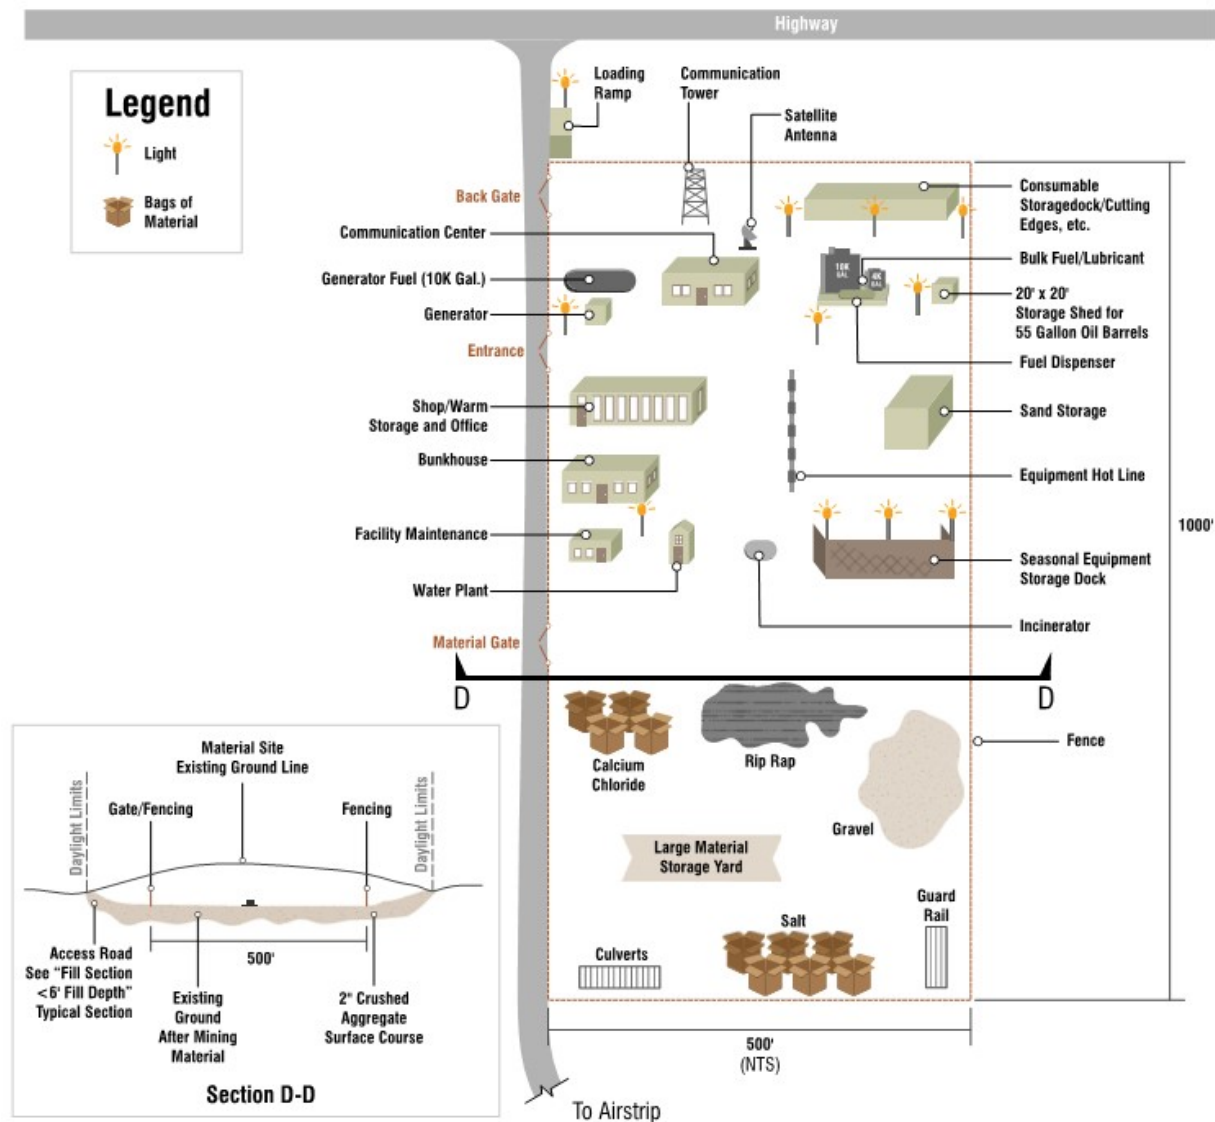 Highway
Legend
Light
Bags of
Material
Loading
Ramp
Communication
Tower
Satellite
Antenna
Back Gate
Communication Center
Generator Fuel (10K Gal.)
Generator
Entrance
Shop/Warm
Storage and Office
Bunkhouse
Facility Maintenance
Water Plant
Material Gate
Consumable
Storagedock/Cutting
Edges, etc.
10K
GAL
4K
GAL
Bulk Fuel/Lubricant
20' x 20'
Storage Shed for
55 Gallon Oil Barrels
Fuel Dispenser
Sand Storage
Equipment Hot Line
1000'
Seasonal Equipment
Storage Dock
Incinerator
D
D
Calcium
Chloride
Rip Rap
Fence
Gravel
Large Material
Storage Yard
Guard
Rail
Salt
Culverts
500'
(NTS)
To Airstrip
Material Site
Existing Ground Line
Daylight Limits
Daylight Limits
Gate/Fencing
Fencing
500'
Access Road
See "Fill Section
<6' Fill Depth"
Typical Section
Existing
Ground
After Mining
Material
2" Crushed
Aggregate
Surface Course
Section D-D